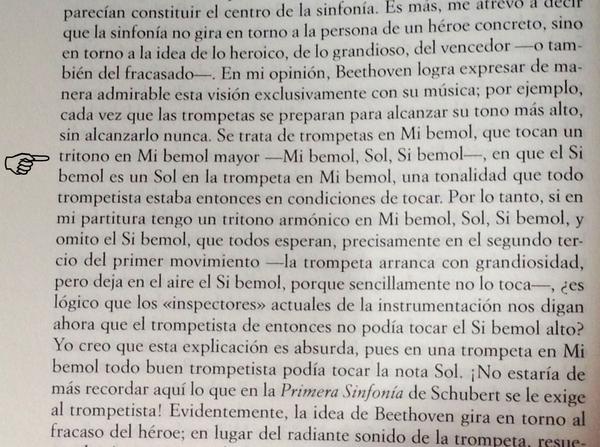 parecían constituir el centro de la sinfonía. Es más, me atrevo a decir
que la sinfonía no gira en torno a la persona de un héroe concreto, sino
en torno a la idea de lo heroico, de lo grandioso, del vencedor —o tam-
bién del fracasado—. En mi opinión, Beethoven logra expresar de ma-
nera admirable esta visión exclusivamente con su música; por ejemplo,
cada vez que las trompetas se preparan para alcanzar su tono más alto,
sin alcanzarlo nunca. Se trata de trompetas en Mi bemol, que tocan un
tritono en Mi bemol mayor —Mi bemol, Sol, Si bemol—, en que el Si
bemol es un Sol en la trompeta en Mi bemol, una tonalidad que todo
trompetista estaba entonces en condiciones de tocar. Por lo tanto, si en
mi partitura tengo un tritono armónico en Mi bemol, Sol, Si bemol, y
omito el Si bemol, que todos esperan, precisamente en el segundo ter-
cio del primer movimiento —la trompeta arranca con grandiosidad,
pero deja en el aire el Si bemol, porque sencillamente no lo toca—, ¿es
lógico que los «inspectores» actuales de la instrumentación nos digan
ahora que el trompetista de entonces no podía tocar el Si bemol alto?
Yo creo que esta explicación es absurda, pues en una trompeta en Mi
bemol todo buen trompetista podía tocar la nota Sol. ¡No estaría de
más recordar aquí lo que en la Primera Sinfonía de Schubert se le exige
al trompetista! Evidentemente, la idea de Beethoven gira en torno al
fracaso del héroe; en lugar del radiante sonido de la trompeta, resue-